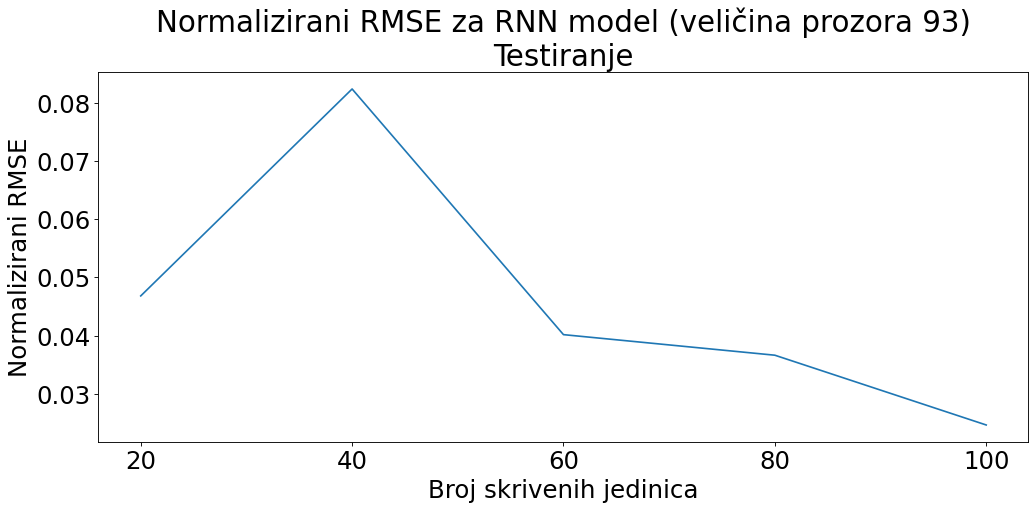 Normalizirani RMSE za RNN model (veličina prozora 93)
Testiranje
Normalizirani RMSE
0.08
0.07
0.06
0.05
0.04
0.03
20 40 60 80 100
Broj skrivenih jedinica